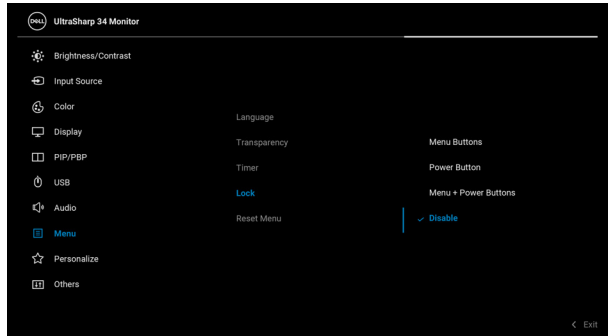 DELL
UltraSharp 34 Monitor
Brightness/Contrast
Input Source
Color
Display
PIP/PBP
USB
Audio
Menu
Personalize
Others
Language
Transparency
Timer
Lock
Reset Menu
Menu Buttons
Power Button
Menu + Power Buttons
Disable
Exit